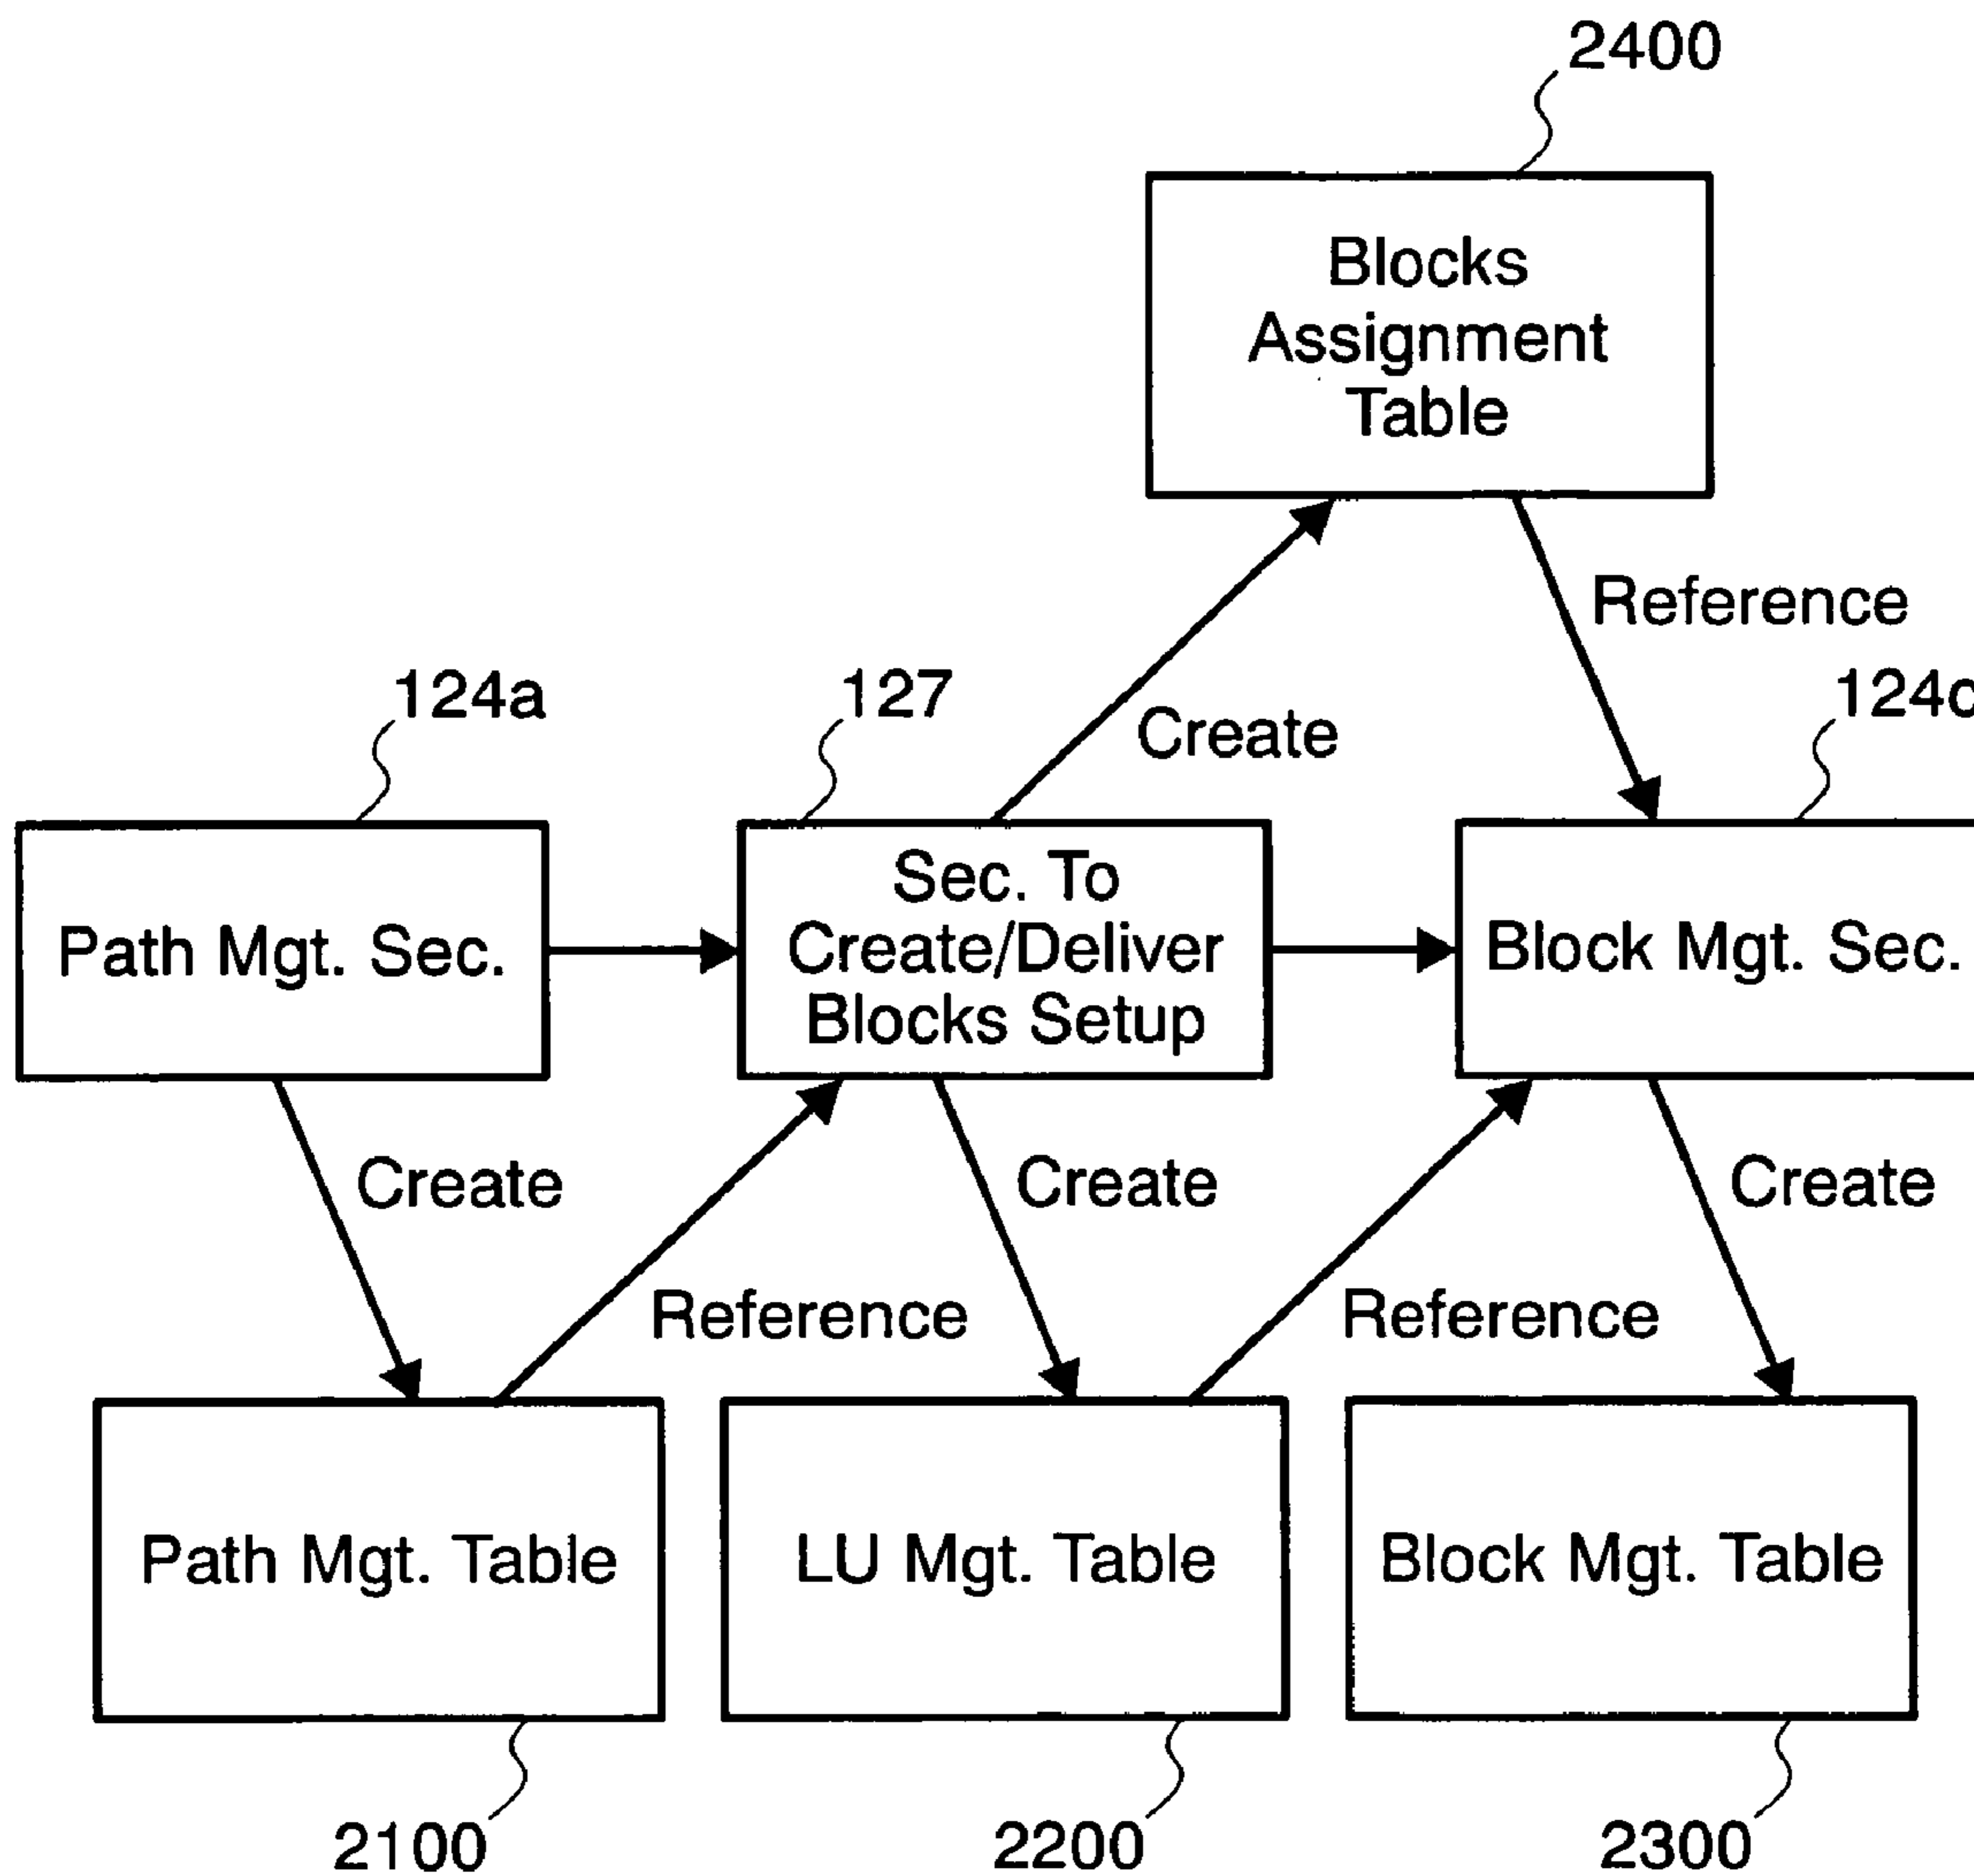 2400
Blocks
Assignment
Table
Reference
124a
127
124c
Create
Path Mgt. Sec.
Sec. To
Create/Deliver
Blocks Setup
Block Mgt. Sec.
Create
Create
Create
Reference
Reference
Path Mgt. Table
LU Mgt. Table
Block Mgt. Table
2100
2200
2300